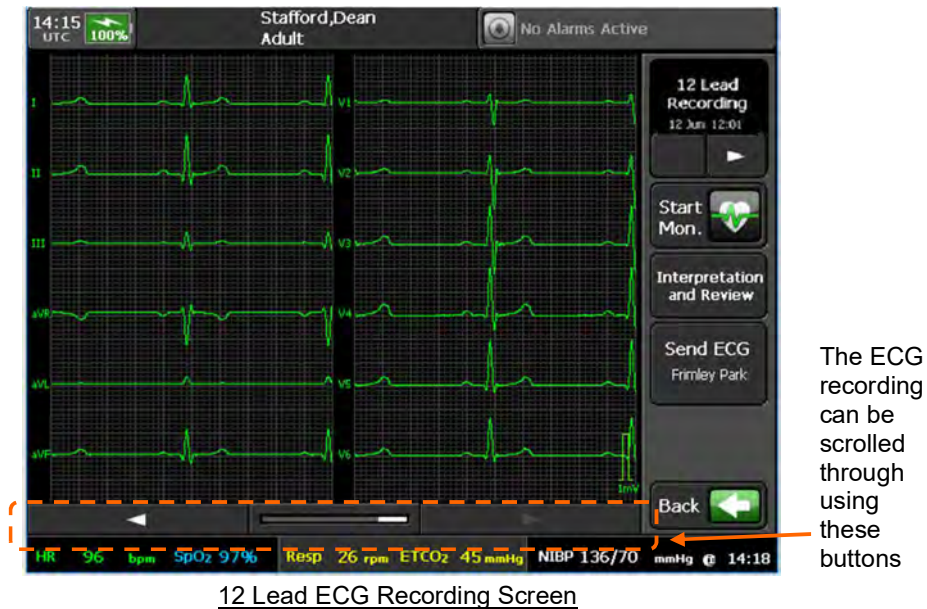 14:15
UTC 100%
Stafford,Dean
Adult
No Alarms Active
I
V1
II
V2
III
V3
aVR
V4
aVL
V5
aVF
V6
1mV
12 Lead
Recording
12 Jun 12:01
Start
Mon.
Interpretation
and Review
Send ECG
Frimley Park
Back
HR 96 bpm SpO2 97% Resp 26 rpm ETCO2 45 mmHg NIBP 136/70 mmHg @ 14:18
The ECG
recording
can be
scrolled
through
using
these
buttons
12 Lead ECG Recording Screen